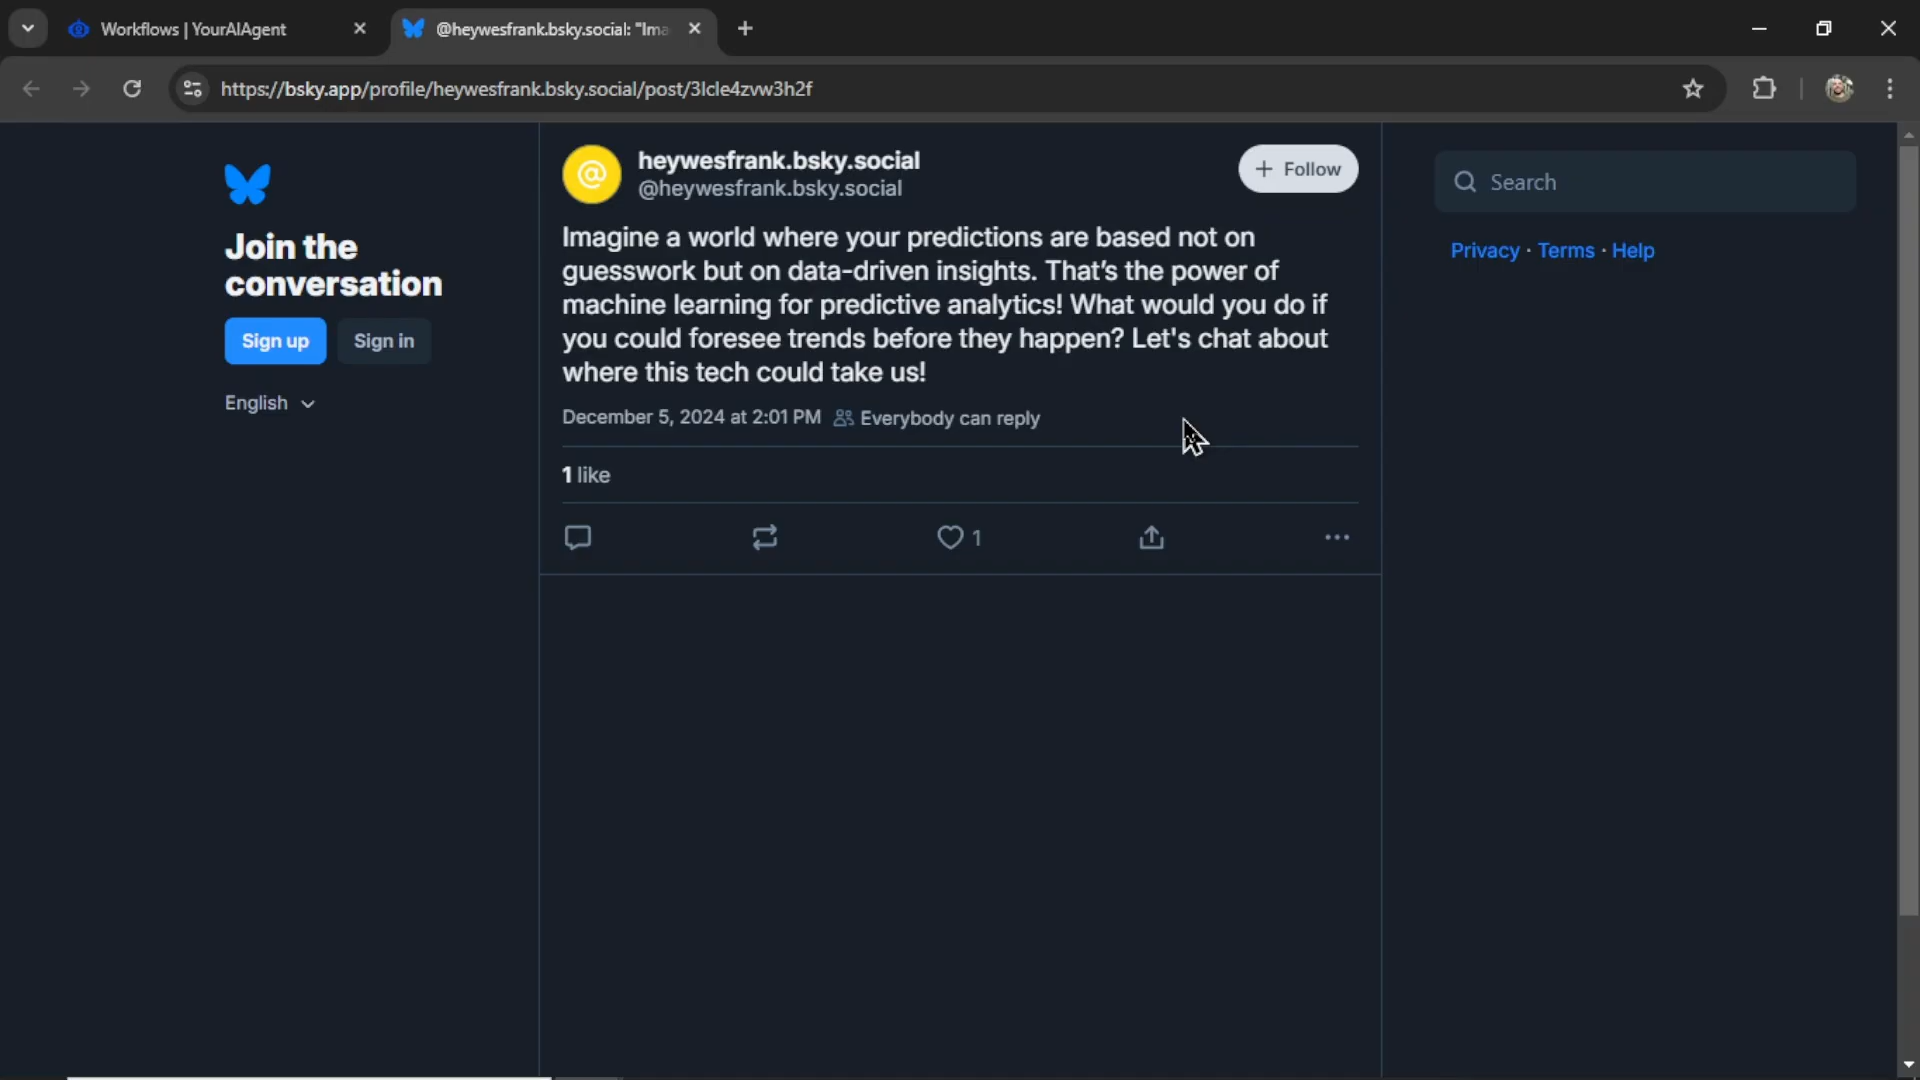 Workflows | YourAIAgent
@heywesfrank.bsky.social: "Ima
https://bsky.app/profile/heywesfrank.bsky.social/post/3lcle4zvw3h2f
Join the
conversation
Sign up
Sign in
English
@
heywesfrank.bsky.social
@heywesfrank.bsky.social
+ Follow
Imagine a world where your predictions are based not on
guesswork but on data-driven insights. That's the power of
machine learning for predictive analytics! What would you do if
you could foresee trends before they happen? Let's chat about
where this tech could take us!
December 5, 2024 at 2:01 PM Everybody can reply
1 like
1
Search
Privacy · Terms · Help